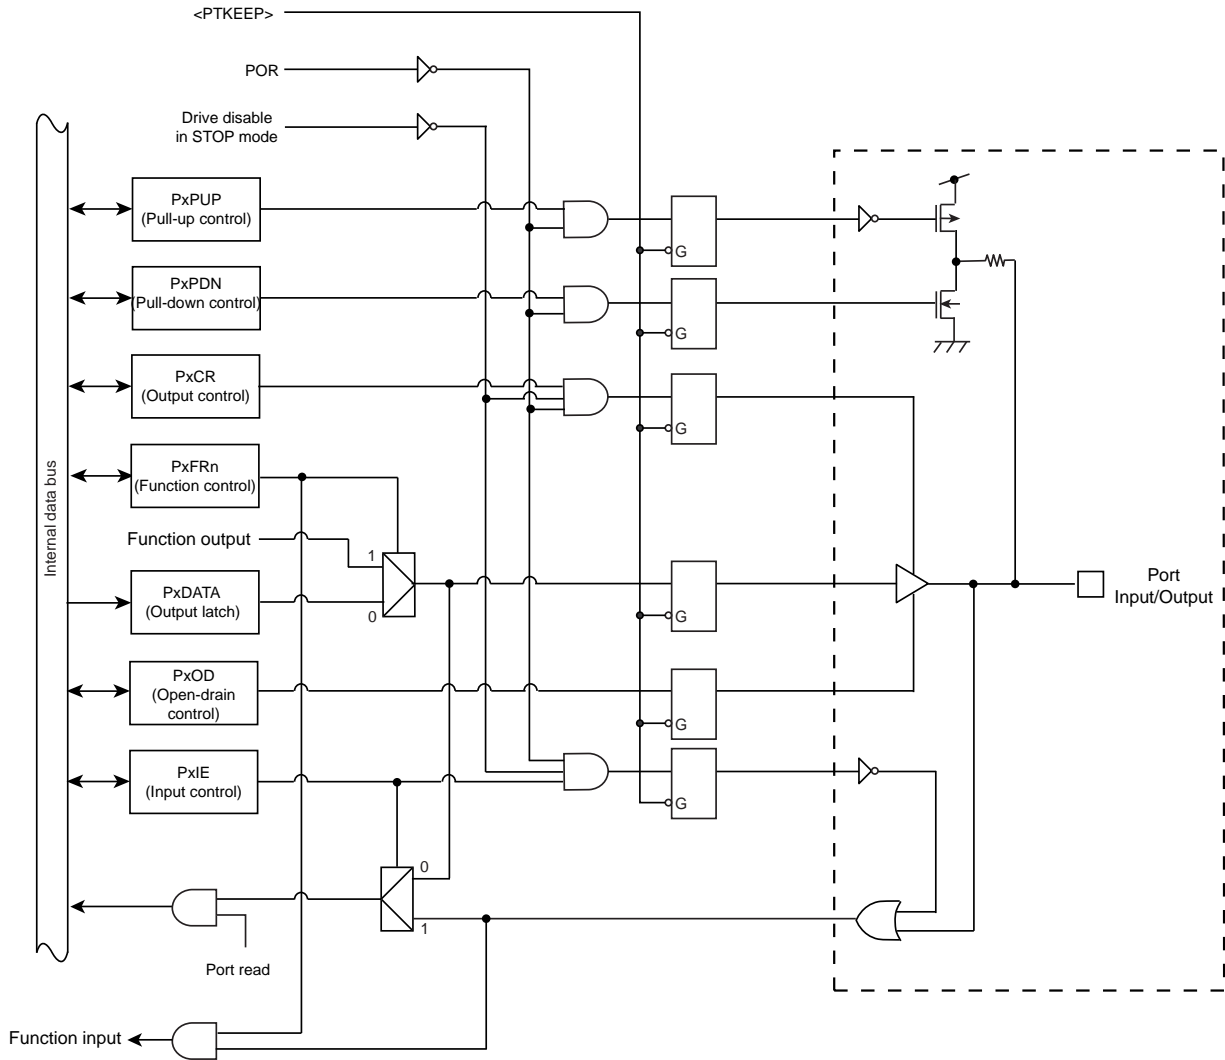 <PTKEEP>
POR
Drive disable
in STOP mode
PxPUP
(Pull-up control)
G
PxPDN
(Pull-down control)
G
PxCR
(Output control)
G
Internal data bus
PxFRn
(Function control)
Function output
1
0
PxDATA
(Output latch)
G
Port
Input/Output
PxOD
(Open-drain
control)
G
PxIE
(Input control)
G
0
1
Port read
Function input